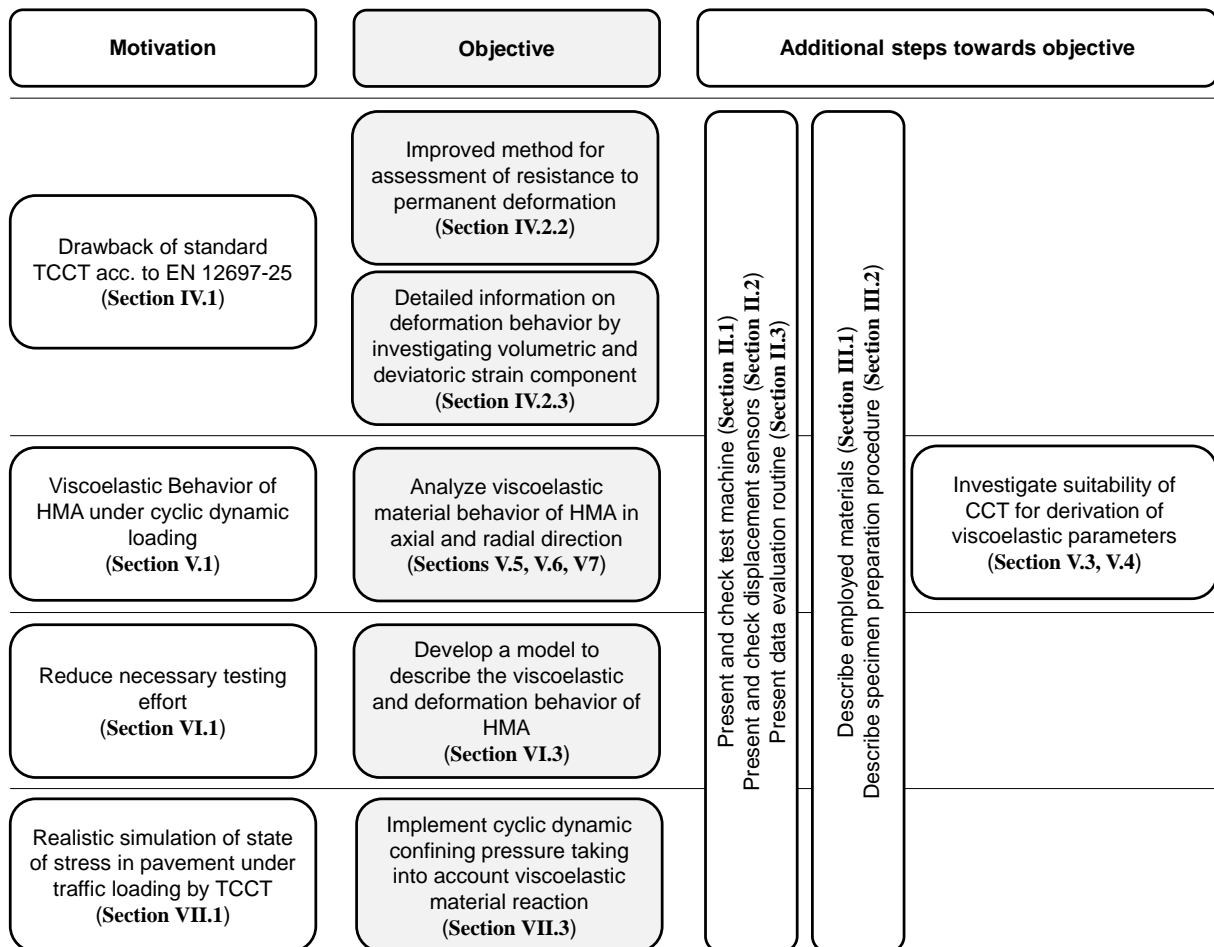 Motivation
Objective
Additional steps towards objective
Drawback of standard
TCCT acc. to EN 12697-25
(Section IV.1)
Improved method for
assessment of resistance to
permanent deformation
(Section IV.2.2)
Detailed information on
deformation behavior by
investigating volumetric and
deviatoric strain component
(Section IV.2.3)
Present and check test machine (Section II.1)
Present and check displacement sensors (Section II.2)
Present data evaluation routine (Section II.3)
Describe employed materials (Section III.1)
Describe specimen preparation procedure (Section III.2)
Viscoelastic Behavior of
HMA under cyclic dynamic
loading
(Section V.1)
Analyze viscoelastic
material behavior of HMA in
axial and radial direction
(Sections V.5, V.6, V7)
Investigate suitability of
CCT for derivation of
viscoelastic parameters
(Section V.3, V.4)
Reduce necessary testing
effort
(Section VI.1)
Develop a model to
describe the viscoelastic
and deformation behavior of
HMA
(Section VI.3)
Realistic simulation of state
of stress in pavement under
traffic loading by TCCT
(Section VII.1)
Implement cyclic dynamic
confining pressure taking
into account viscoelastic
material reaction
(Section VII.3)